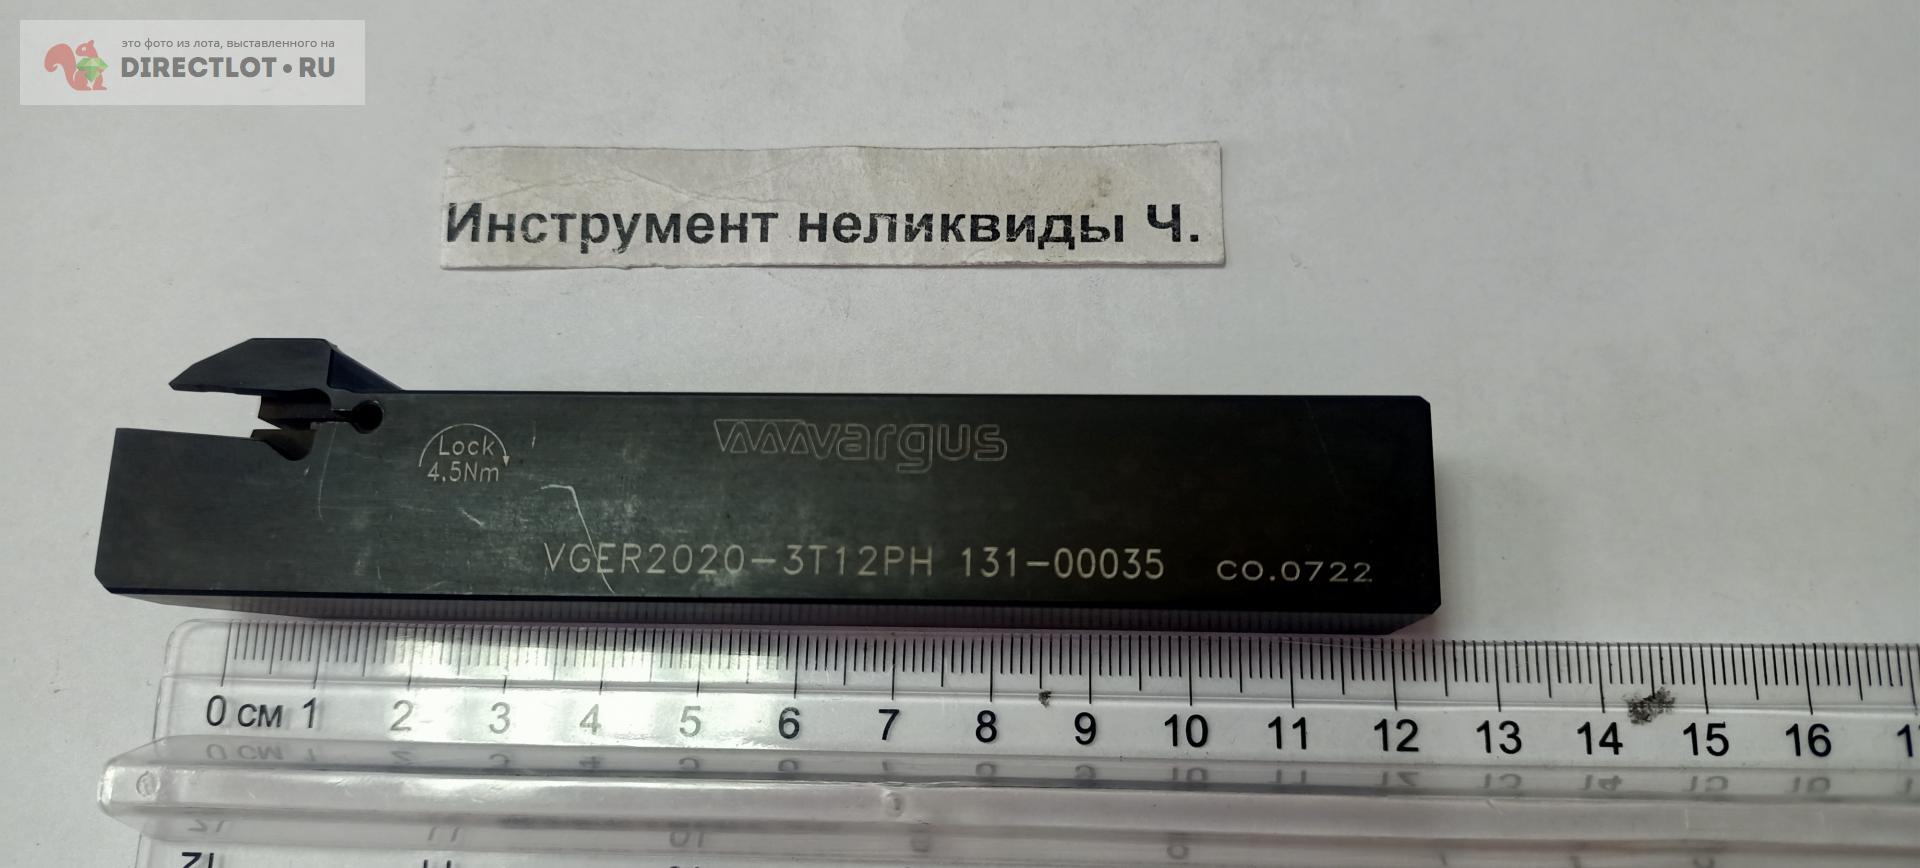 это фото из лота, выставленного на
DIRECTLOT•RU
Инструмент неликвиды Ч.
Lock
4.5Nm
vargus
VGER2020-3T12PH 131-00035 CO.0722
0 см 1 2 3 4 5 6 7 8 9 10 11 12 13 14 15 16 1